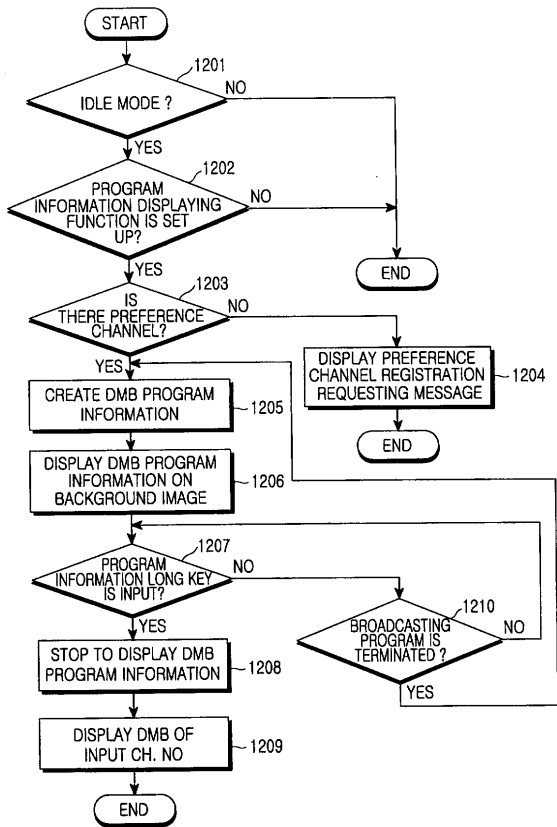 START
1201
IDLE MODE ?
NO
YES
1202
PROGRAM
INFORMATION DISPLAYING
FUNCTION IS SET
UP?
NO
YES
END
1203
IS
THERE PREFERENCE
CHANNEL?
NO
YES
DISPLAY PREFERENCE
CHANNEL REGISTRATION
REQUESTING MESSAGE
1204
END
CREATE DMB PROGRAM
INFORMATION
1205
DISPLAY DMB PROGRAM
INFORMATION ON
BACKGROUND IMAGE
1206
1207
PROGRAM
INFORMATION LONG KEY
IS INPUT?
NO
YES
1210
BROADCASTING
PROGRAM IS
TERMINATED ?
NO
YES
STOP TO DISPLAY DMB
PROGRAM INFORMATION
1208
DISPLAY DMB OF
INPUT CH. NO
1209
END